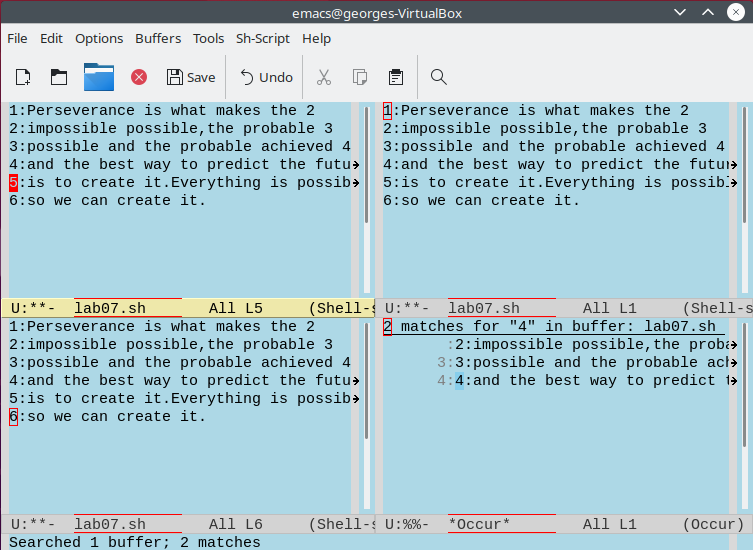 emacs@georges-VirtualBox
File Edit Options Buffers Tools Sh-Script Help
Save Undo
1:Perseverance is what makes the 2
2:impossible possible,the probable 3
3:possible and the probable achieved 4
4:and the best way to predict the futu
5:is to create it.Everything is possib
6:so we can create it.
U:**- lab07.sh All L5 (Shell-s
1:Perseverance is what makes the 2
2:impossible possible,the probable 3
3:possible and the probable achieved 4
4:and the best way to predict the futur
5:is to create it.Everything is possibl
6:so we can create it.
U:**- lab07.sh All L1 (Shell-s
1:Perseverance is what makes the 2
2:impossible possible,the probable 3
3:possible and the probable achieved 4
4:and the best way to predict the futu
5:is to create it.Everything is possib
6:so we can create it.
U:**- lab07.sh All L6 (Shell-s
2 matches for "4" in buffer: lab07.sh
:2:impossible possible,the proba
3:3:possible and the probable ach
4:4:and the best way to predict t
U:%%- *Occur* All L1 (Occur)
Searched 1 buffer; 2 matches